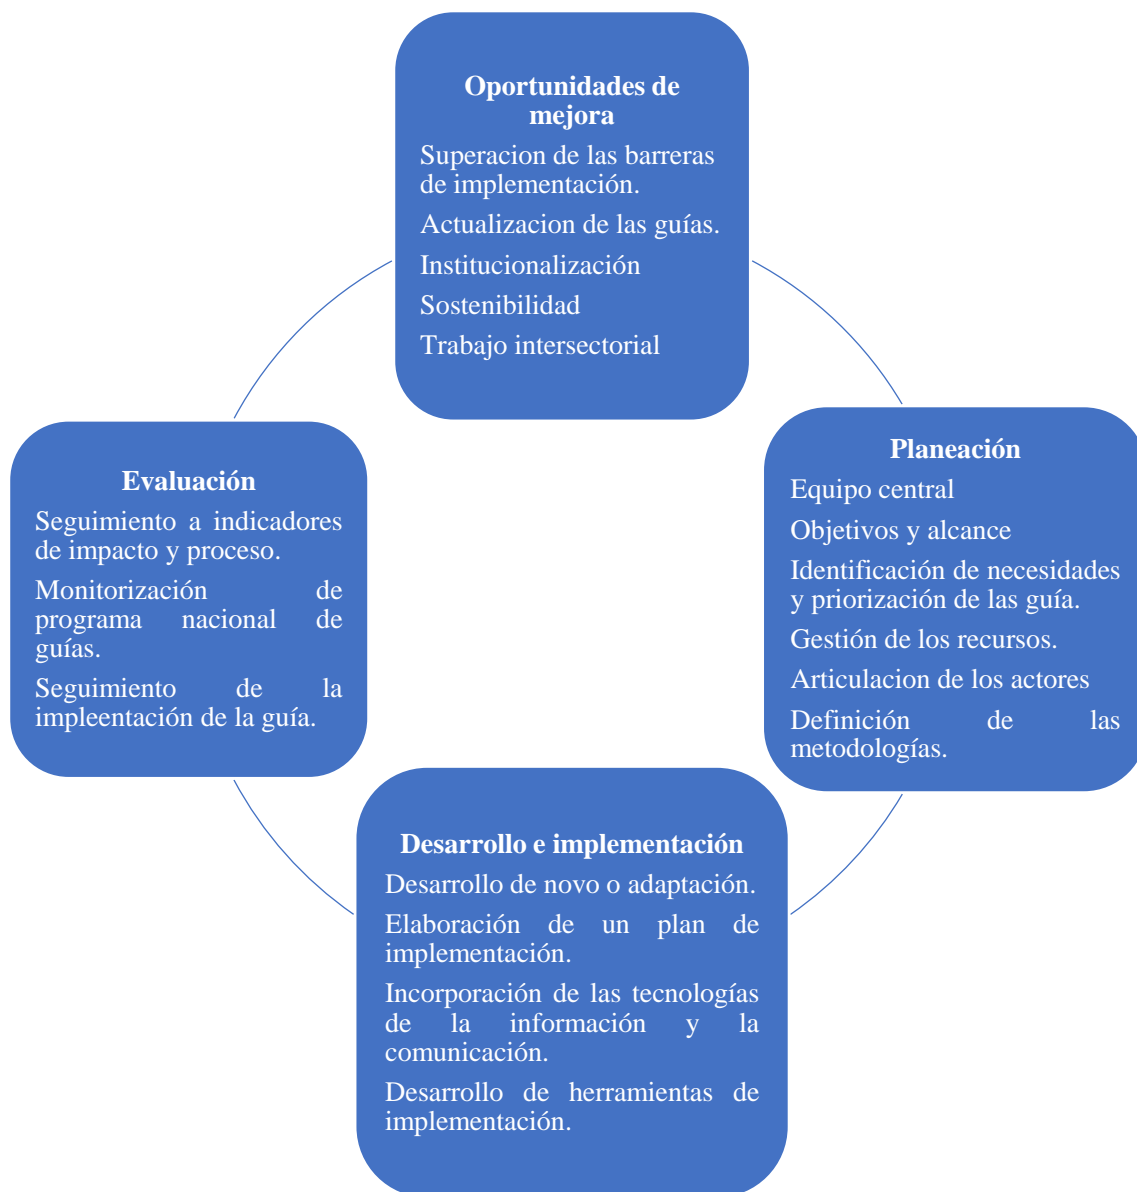 Oportunidades de
mejora
Superacion de las barreras
de implementación.
Actualizacion de las guías.
Institucionalización
Sostenibilidad
Trabajo intersectorial
Planeación
Equipo central
Objetivos y alcance
Identificación de necesidades
y priorización de las guía.
Gestión de los recursos.
Articulacion de los actores
Definición de las
metodologías.
Desarrollo e implementación
Desarrollo de novo o adaptación.
Elaboración de un plan de
implementación.
Incorporación de las tecnologías
de la información y la
comunicación.
Desarrollo de herramientas de
implementación.
Evaluación
Seguimiento a indicadores
de impacto y proceso.
Monitorización de
programa nacional de
guías.
Seguimiento de la
impleentación de la guía.